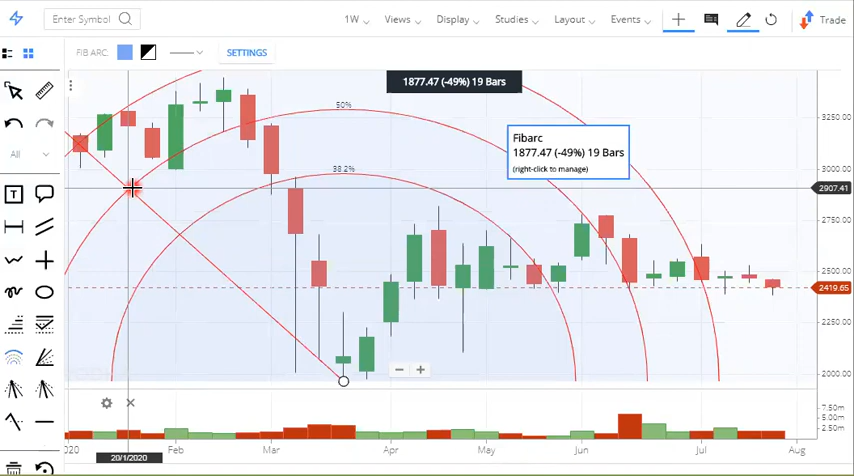 Enter Symbol
1W
Views
Display
Studies
Layout
Events
Trade
FIB ARC:
SETTINGS
1877.47 (-49%) 19 Bars
Fibarc
1877.47 (-49%) 19 Bars
(right-click to manage)
50%
38.2%
All
T
3250.00
3000.00
2907.41
2750.00
2500.00
2419.65
2250.00
2000.00
7.50m
5.00m
2.50m
2020
Feb
Mar
Apr
May
Jun
Jul
Aug
20/1/2020